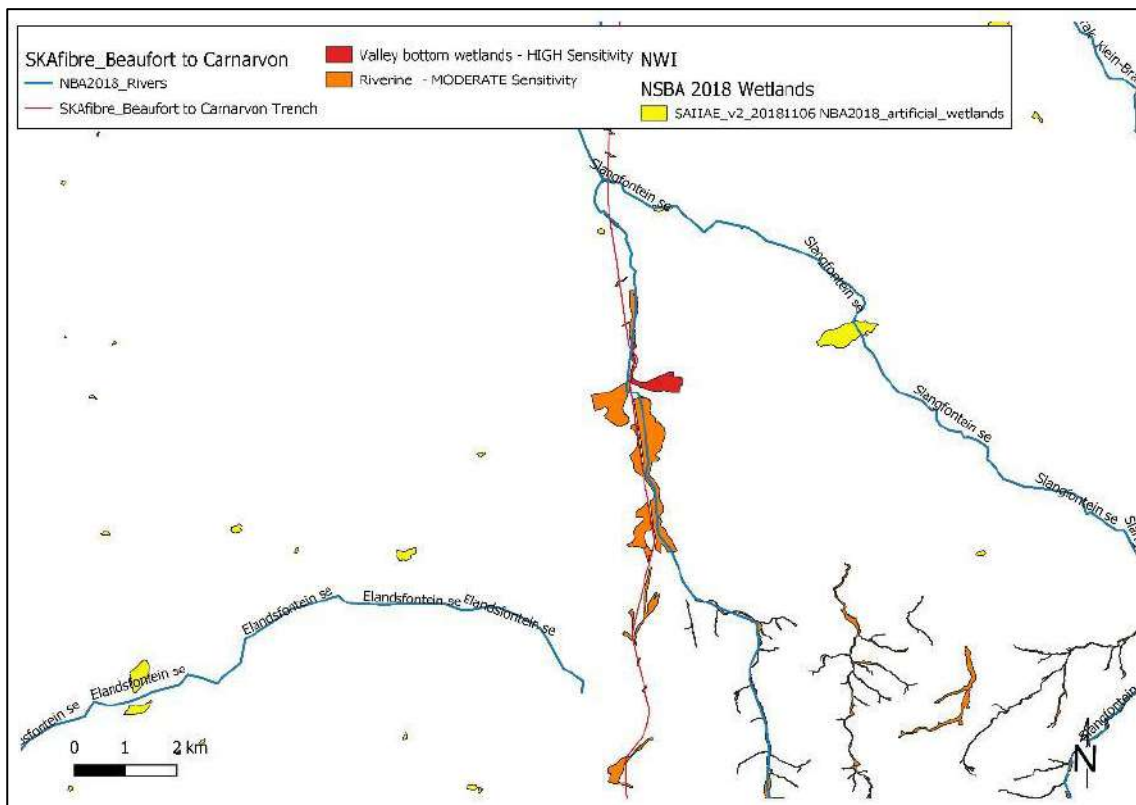 SKAfibre_Beaufort to Carnarvon
NBA2018_Rivers
SKAfibre_Beaufort to Carnarvon Trench
Valley bottom wetlands - HIGH Sensitivity
Riverine - MODERATE Sensitivity
NWI
NSBA 2018 Wetlands
SAIIAE_v2_20181106 NBA2018_artificial_wetlands
Slangfontein se
Slangfontein se
Slangfontein se
Slangfontein se
Elandsfontein se
Elandsfontein se
Elandsfontein se
Elandsfontein se
0 1 2 km
N